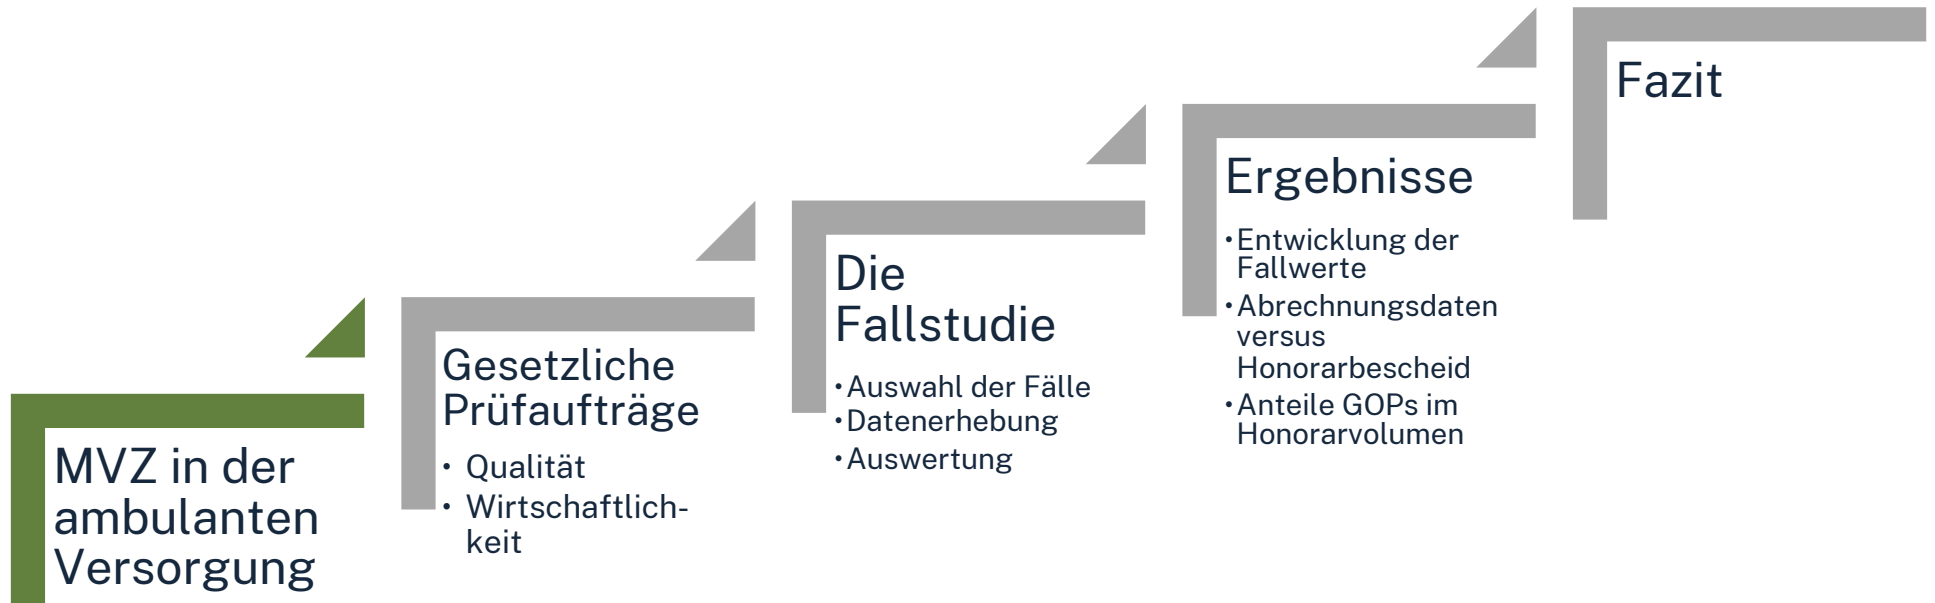 MVZ in der
ambulanten
Versorgung
Gesetzliche
Prüfaufträge
• Qualität
• Wirtschaftlich-
keit
Die
Fallstudie
•Auswahl der Fälle
•Datenerhebung
•Auswertung
Ergebnisse
•Entwicklung der
Fallwerte
•Abrechnungsdaten
versus
Honorarbescheid
•Anteile GOPs im
Honorarvolumen
Fazit